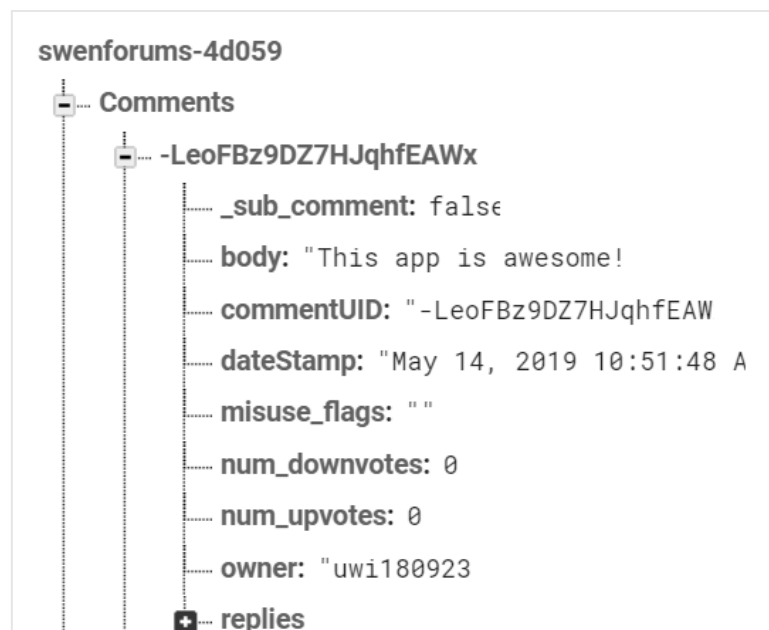 swenforums-4d059
Comments
-LeoFBz9DZ7HJqhfEAWx
_sub_comment: false
body: "This app is awesome!
commentUID: "-LeoFBz9DZ7HJqhfEAW
dateStamp: "May 14, 2019 10:51:48 A
misuse_flags: ""
num_downvotes: 0
num_upvotes: 0
owner: "uwi180923
replies